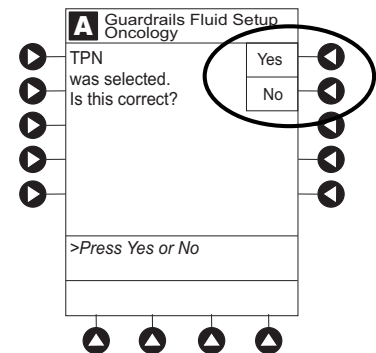 A Guardrails Fluid Setup
Oncology
TPN
was selected.
Is this correct?
Yes
No
>Press Yes or No